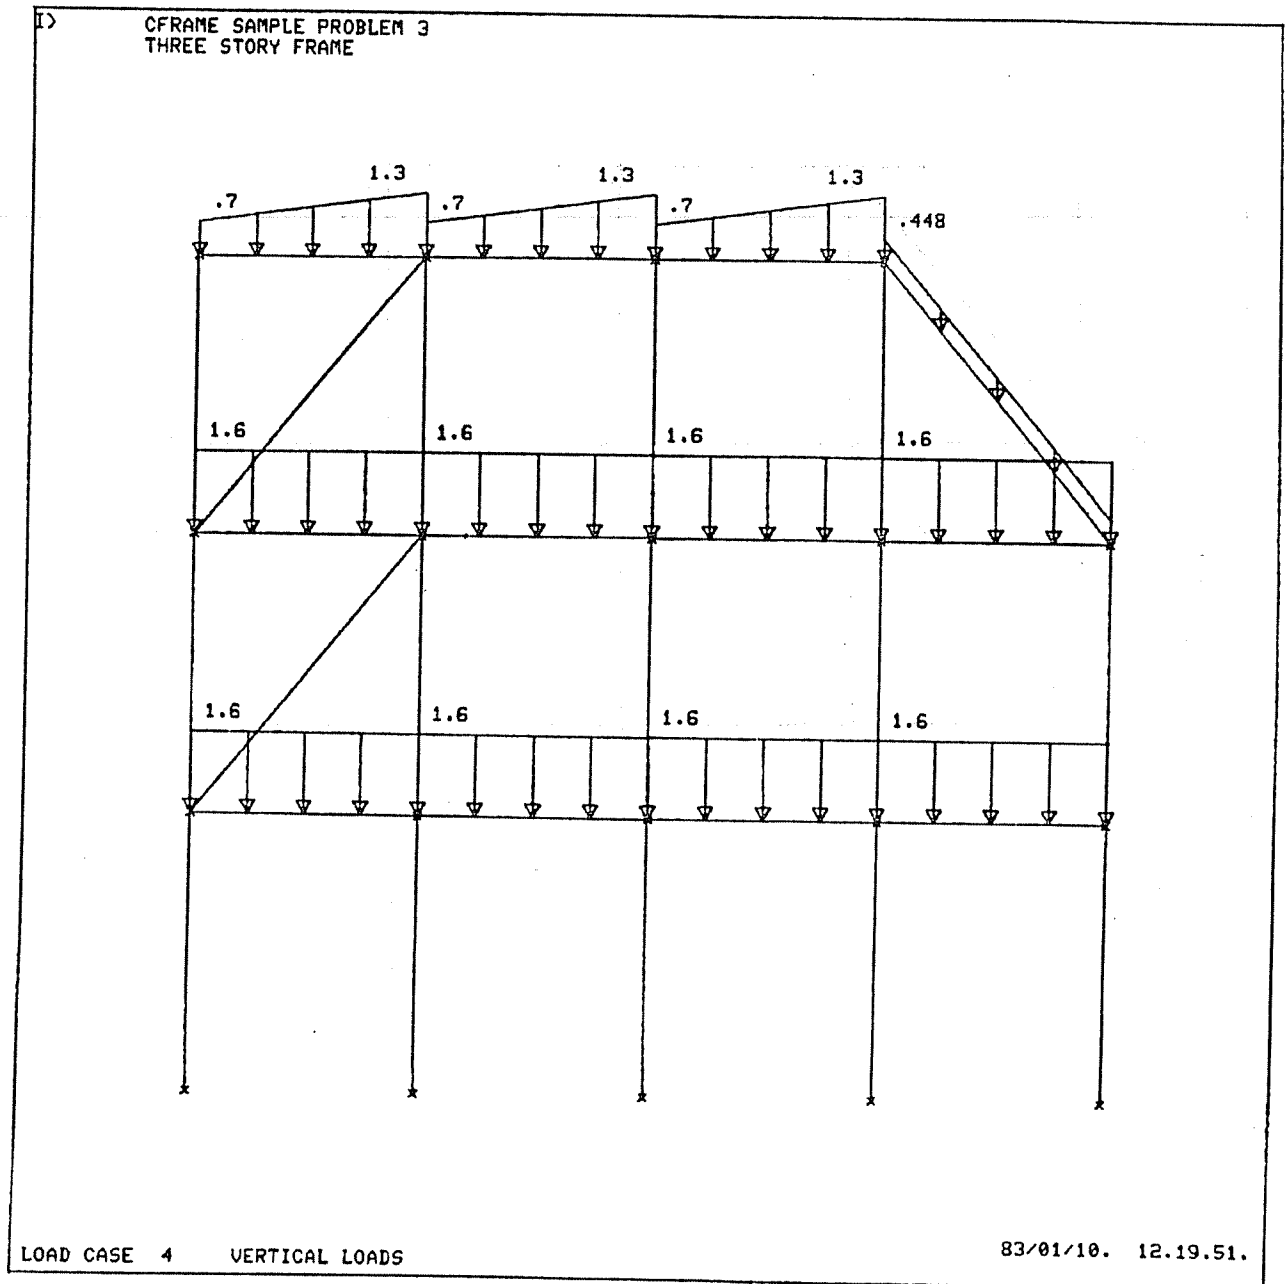 I> CFRAME SAMPLE PROBLEM 3
THREE STORY FRAME
1.3 1.3 1.3
.7 .7 .7 .448
1.6 1.6 1.6 1.6
1.6 1.6 1.6 1.6
LOAD CASE 4 VERTICAL LOADS 83/01/10. 12.19.51.